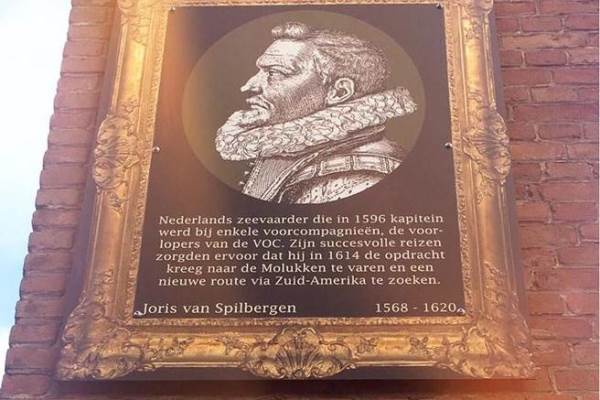 Nederlands zeevaarder die in 1596 kapitein
werd bij enkele voorcompagnieën, de voor-
lopers van de VOC. Zijn succesvolle reizen
zorgden ervoor dat hij in 1614 de opdracht
kreeg naar de Molukken te varen en een
nieuwe route via Zuid-Amerika te zoeken.
Joris van Spilbergen 1568 - 1620